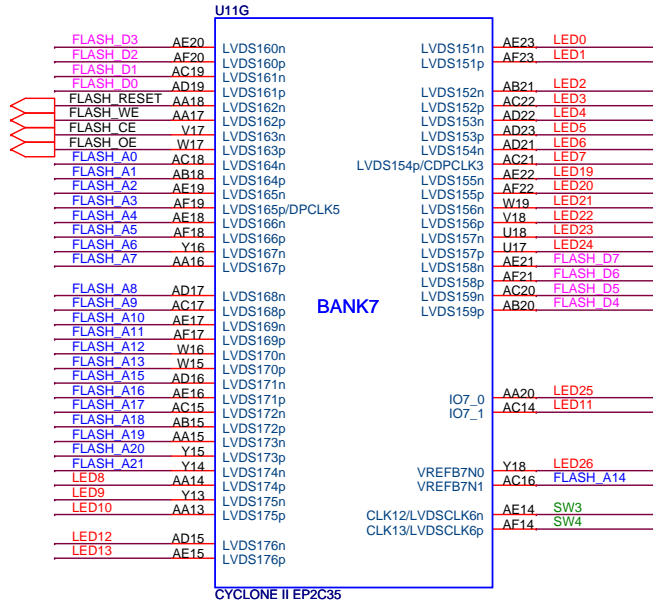 U11G
FLASH_D3 AE20 LVDS160n LVDS151n AE23 LED0
FLASH_D2 AF20 LVDS160p LVDS151p AF23 LED1
FLASH_D1 AC19 LVDS161n
FLASH_D0 AD19 LVDS161p LVDS152n AB21 LED2
FLASH_RESET AA18 LVDS162n LVDS152p AC22 LED3
FLASH_WE AA17 LVDS162p LVDS153n AD22 LED4
FLASH_CE V17 LVDS163n LVDS153p AD23 LED5
FLASH_OE W17 LVDS163p LVDS154n AD21 LED6
FLASH_A0 AC18 LVDS164n LVDS154p/CDPCLK3 AC21 LED7
FLASH_A1 AB18 LVDS164p LVDS155n AE22 LED19
FLASH_A2 AE19 LVDS165n LVDS155p AF22 LED20
FLASH_A3 AF19 LVDS165p/DPCLK5 LVDS156n W19 LED21
FLASH_A4 AE18 LVDS166n LVDS156p V18 LED22
FLASH_A5 AF18 LVDS166p LVDS157n U18 LED23
FLASH_A6 Y16 LVDS167n LVDS157p U17 LED24
FLASH_A7 AA16 LVDS167p LVDS158n AE21 FLASH_D7
LVDS158p AF21 FLASH_D6
FLASH_A8 AD17 LVDS168n LVDS159n AC20 FLASH_D5
FLASH_A9 AC17 LVDS168p LVDS159p AB20 FLASH_D4
BANK7
FLASH_A10 AE17 LVDS169n
FLASH_A11 AF17 LVDS169p
FLASH_A12 W16 LVDS170n
FLASH_A13 W15 LVDS170p
FLASH_A15 AD16 LVDS171n
FLASH_A16 AE16 LVDS171p IO7_0 AA20 LED25
FLASH_A17 AC15 LVDS172n IO7_1 AC14 LED11
FLASH_A18 AB15 LVDS172p
FLASH_A19 AA15 LVDS173n
FLASH_A20 Y15 LVDS173p
FLASH_A21 Y14 LVDS174n VREFB7N0 Y18 LED26
LED8 AA14 LVDS174p VREFB7N1 AC16 FLASH_A14
LED9 Y13 LVDS175n
LED10 AA13 LVDS175p CLK12/LVDSCLK6n AE14 SW3
CLK13/LVDSCLK6p AF14 SW4
LED12 AD15 LVDS176n
LED13 AE15 LVDS176p
CYCLONE II EP2C35